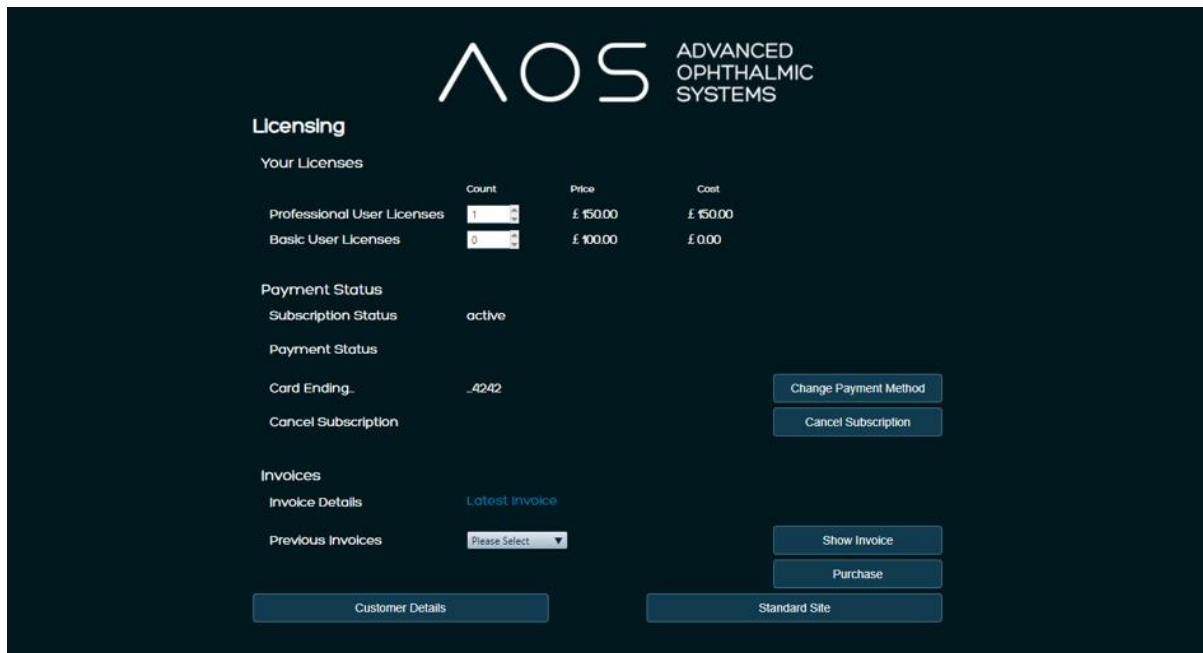 AOS ADVANCED
OPHTHALMIC
SYSTEMS
Licensing
Your Licenses
Count Price Cost
Professional User Licenses 1 £ 150.00 £ 150.00
Basic User Licenses 0 £ 100.00 £ 0.00
Payment Status
Subscription Status active
Payment Status
Card Ending... ...4242 Change Payment Method
Cancel Subscription Cancel Subscription
Invoices
Invoice Details Latest Invoice
Previous Invoices Please Select Show Invoice
Purchase
Customer Details Standard Site